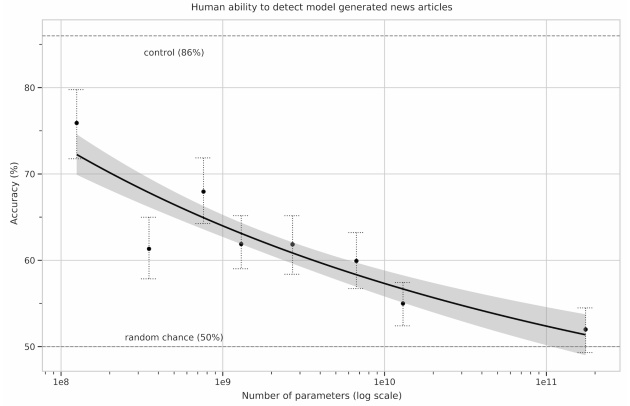 Human ability to detect model generated news articles
control (86%)
80
70
60
50
Accuracy (%)
random chance (50%)
1e8
1e9
1e10
1e11
Number of parameters (log scale)